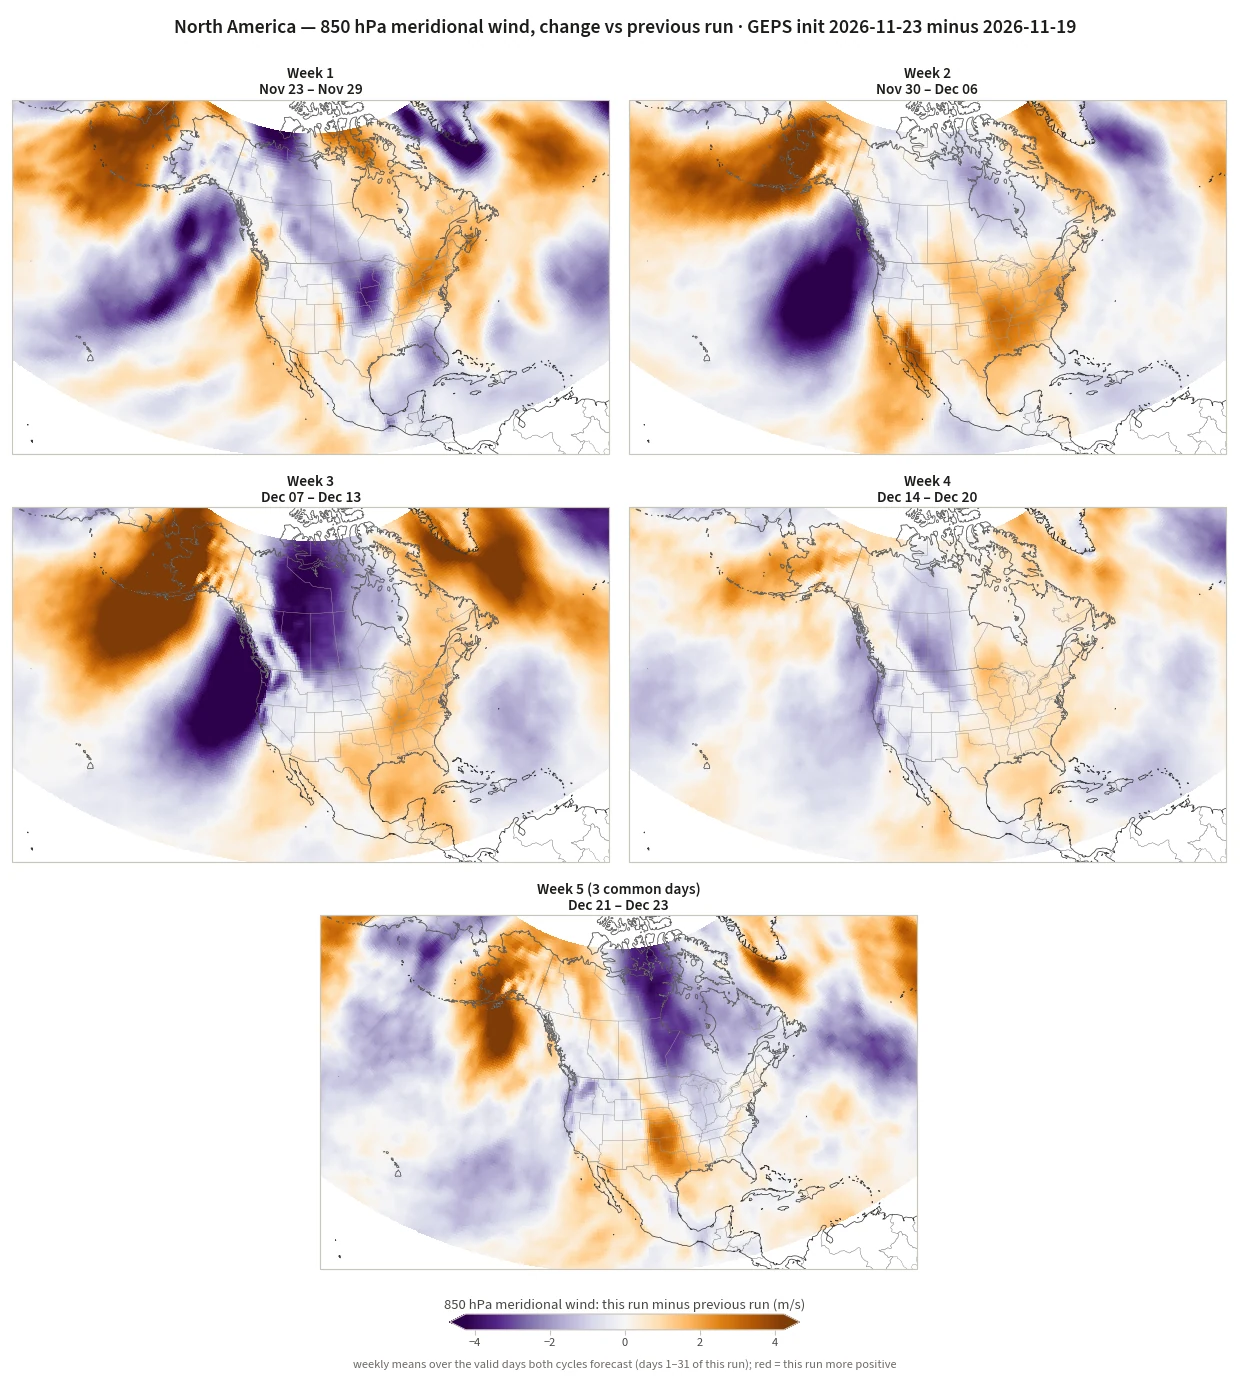 North America — 850 hPa meridional wind, change vs previous run · GEPS init 2026-11-23 minus 2026-11-19
Week 1
Nov 23 – Nov 29
Week 2
Nov 30 – Dec 06
Week 3
Dec 07 – Dec 13
Week 4
Dec 14 – Dec 20
Week 5 (3 common days)
Dec 21 – Dec 23
850 hPa meridional wind: this run minus previous run (m/s)
−4 −2 0 2 4
weekly means over the valid days both cycles forecast (days 1–31 of this run); red = this run more positive